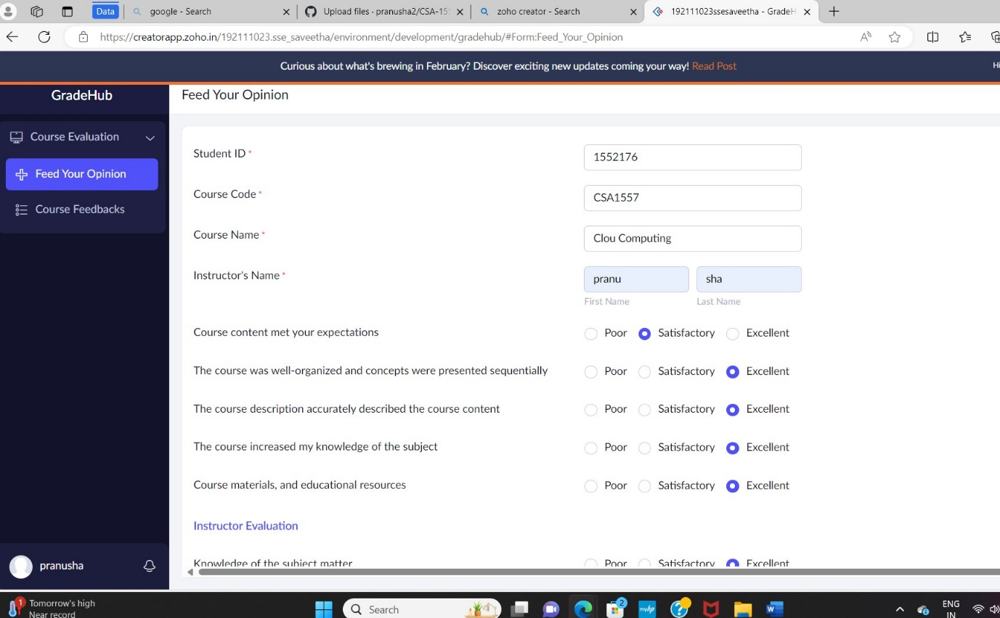 Data
google - Search
Upload files · pranusha2/CSA-15
zoho creator - Search
192111023ssesaveetha - GradeH
https://creatorapp.zoho.in/192111023.sse_saveetha/environment/development/gradehub/#Form:Feed_Your_Opinion
Curious about what's brewing in February? Discover exciting new updates coming your way! Read Post
Hi
GradeHub
Feed Your Opinion
Course Evaluation
Feed Your Opinion
Course Feedbacks
Student ID *
1552176
Course Code *
CSA1557
Course Name *
Clou Computing
Instructor's Name *
pranu sha
First Name Last Name
Course content met your expectations Poor Satisfactory Excellent
The course was well-organized and concepts were presented sequentially Poor Satisfactory Excellent
The course description accurately described the course content Poor Satisfactory Excellent
The course increased my knowledge of the subject Poor Satisfactory Excellent
Course materials, and educational resources Poor Satisfactory Excellent
Instructor Evaluation
Knowledge of the subject matter Poor Satisfactory Excellent
pranusha
1
Tomorrow's high
Near record
Search
2
myhp
W
ENG
IN